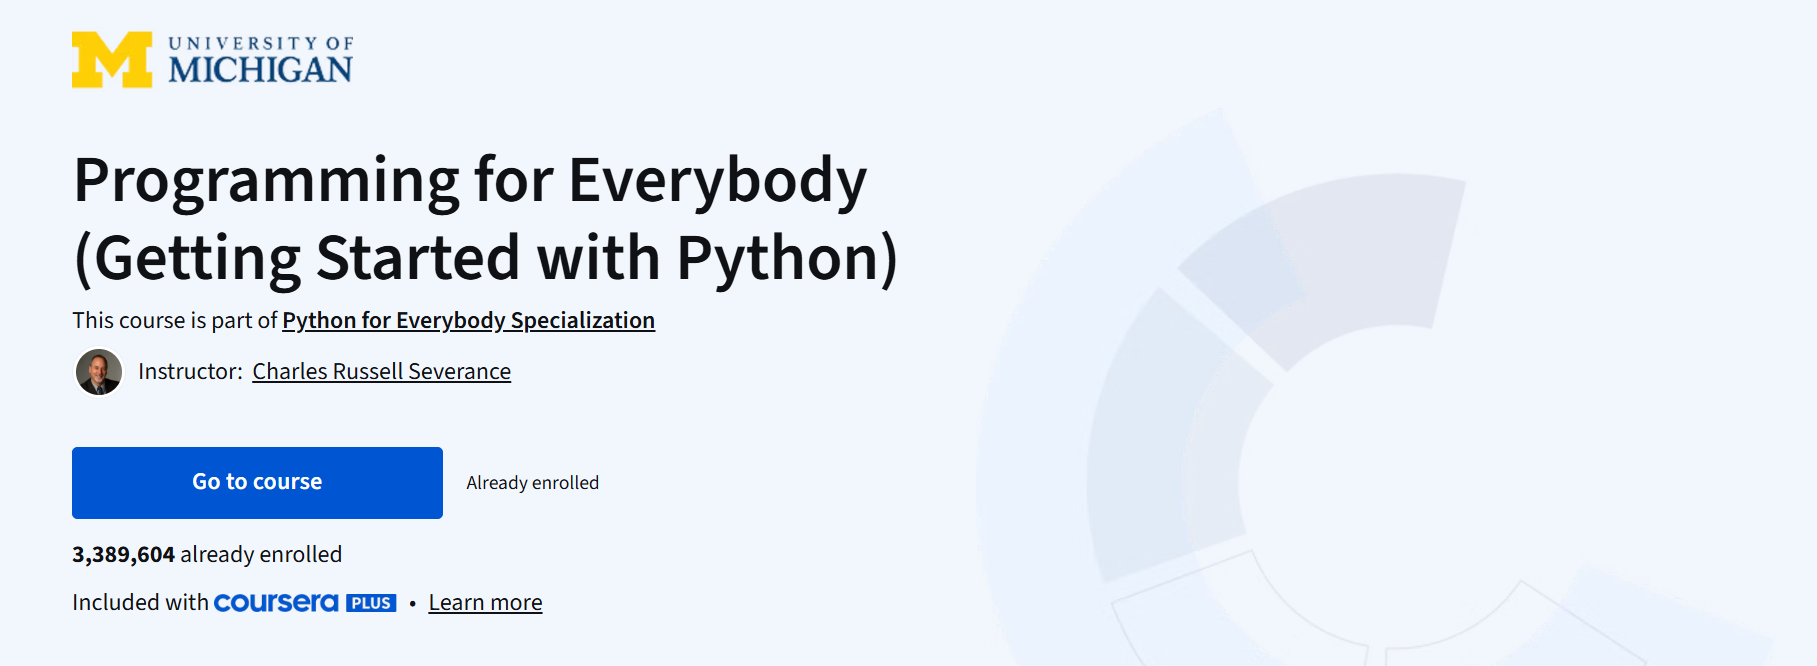 UNIVERSITY OF
MICHIGAN
Programming for Everybody
(Getting Started with Python)
This course is part of Python for Everybody Specialization
Instructor: Charles Russell Severance
Go to course
Already enrolled
3,389,604 already enrolled
Included with coursera PLUS • Learn more